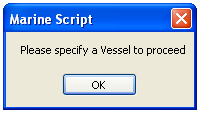 Marine Script
Please specify a Vessel to proceed
OK